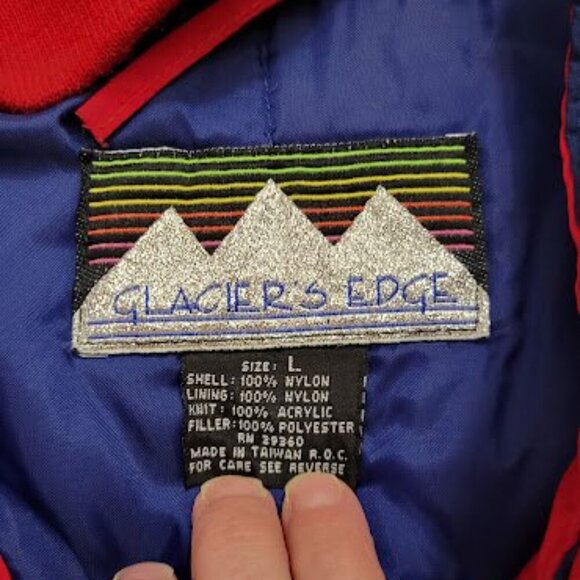 GLACIER'S EDGE
SIZE: L
SHELL: 100% NYLON
LINING: 100% NYLON
KNIT: 100% ACRYLIC
FILLER: 100% POLYESTER
RN 39360
MADE IN TAIWAN R.O.C.
FOR CARE SEE REVERSE